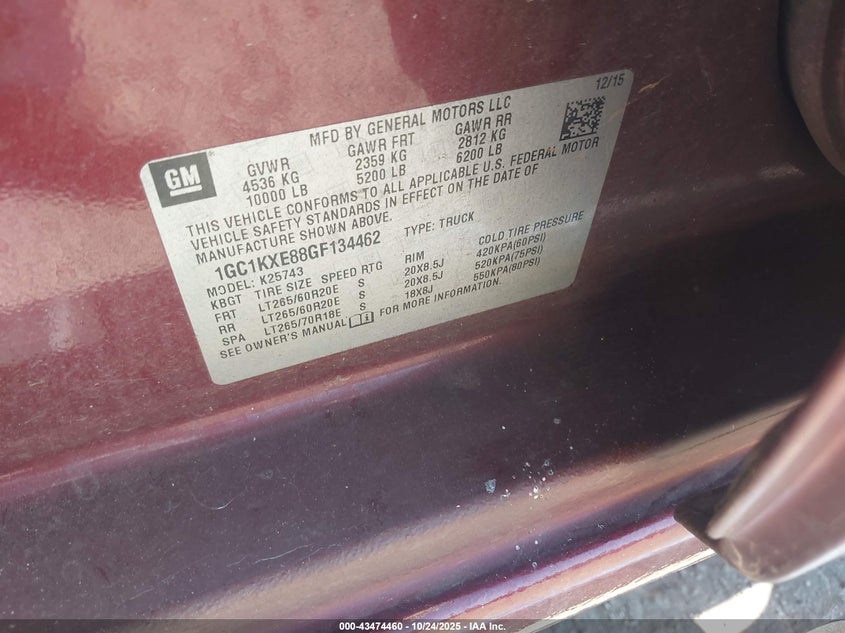 12/15
MFD BY GENERAL MOTORS LLC
GM
GVWR GAWR FRT GAWR RR
4536 KG 2359 KG 2812 KG
10000 LB 5200 LB 6200 LB
THIS VEHICLE CONFORMS TO ALL APPLICABLE U.S. FEDERAL MOTOR
VEHICLE SAFETY STANDARDS IN EFFECT ON THE DATE OF
MANUFACTURE SHOWN ABOVE.
1GC1KXE88GF134462 TYPE: TRUCK
MODEL: K25743
KBGT TIRE SIZE SPEED RTG RIM COLD TIRE PRESSURE
FRT LT265/60R20E S 20X8.5J 420KPA(60PSI)
RR LT265/60R20E S 20X8.5J 520KPA(75PSI)
SPA LT265/70R18E S 18X8J 550KPA(80PSI)
SEE OWNER'S MANUAL FOR MORE INFORMATION.
000-43474460 - 10/24/2025 - IAA Inc.